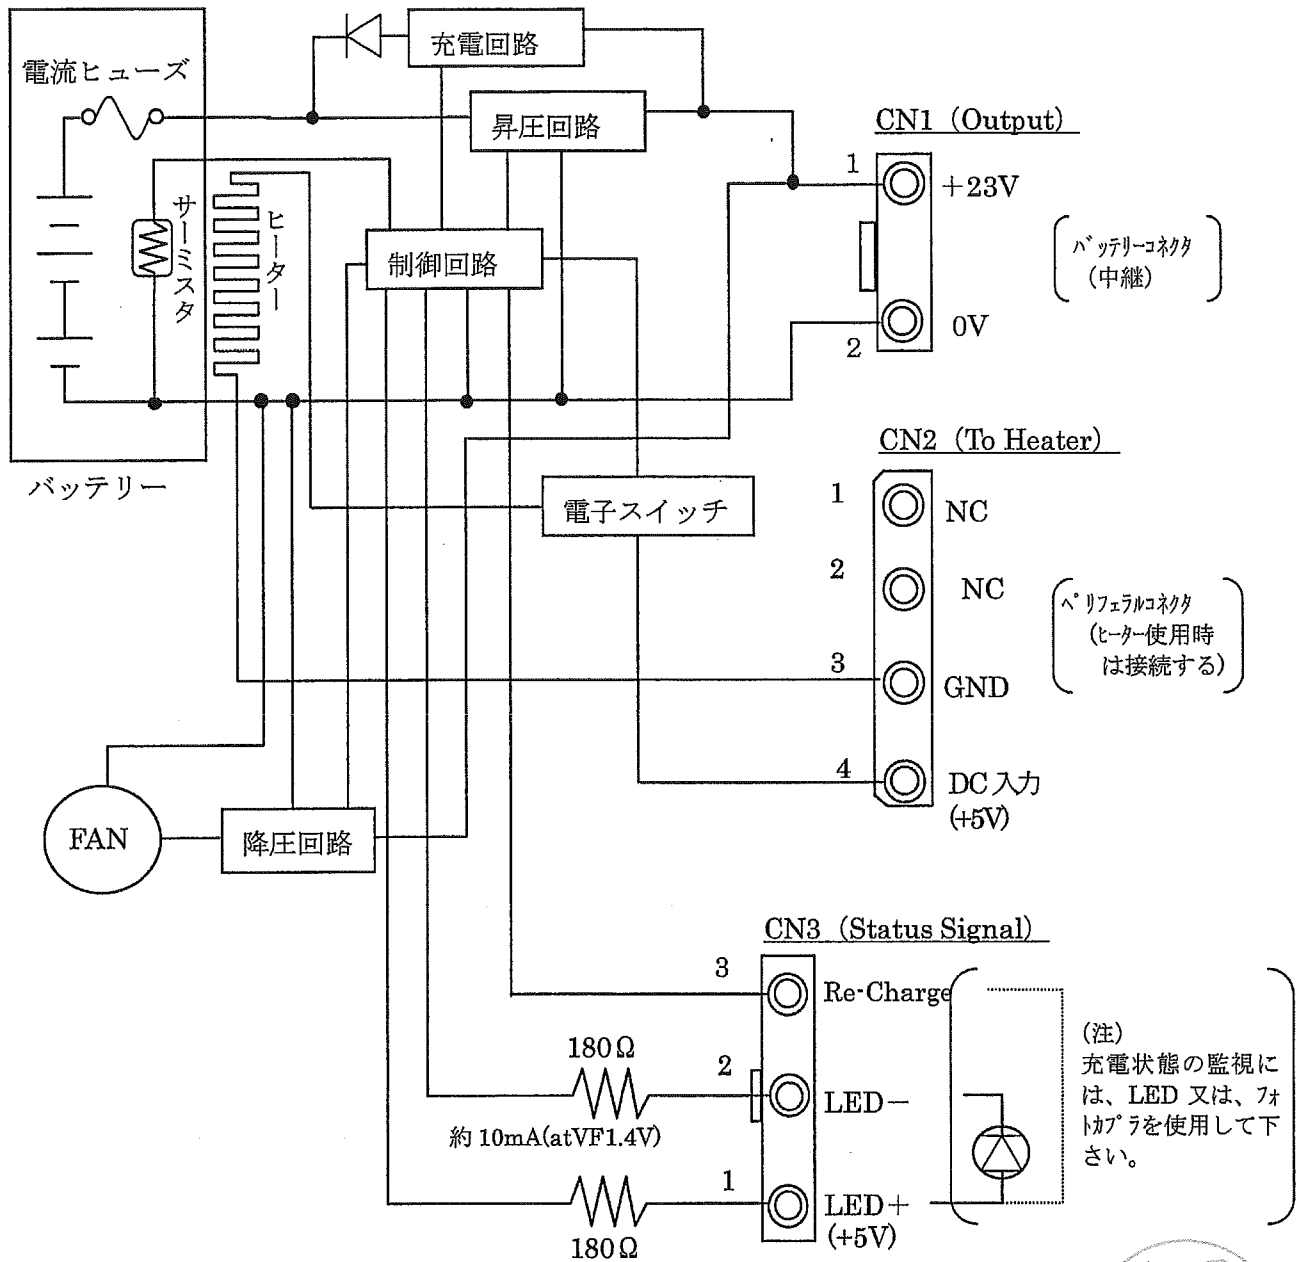 充電回路
電流ヒューズ
昇圧回路
CN1 (Output)
1
+23V
サーミスタ
ヒーター
制御回路
バッテリーコネクタ
(中継)
0V
2
CN2 (To Heater)
バッテリー
電子スイッチ
1
NC
2
NC
ペリフェラルコネクタ
(ヒーター使用時
は接続する)
3
GND
4
DC入力
(+5V)
FAN
降圧回路
CN3 (Status Signal)
3
Re-Charge
(注)
充電状態の監視に
は、LED 又は、フォ
トカプラを使用して下
さい。
180Ω
2
LED−
約 10mA(atVF1.4V)
1
LED+
(+5V)
180Ω